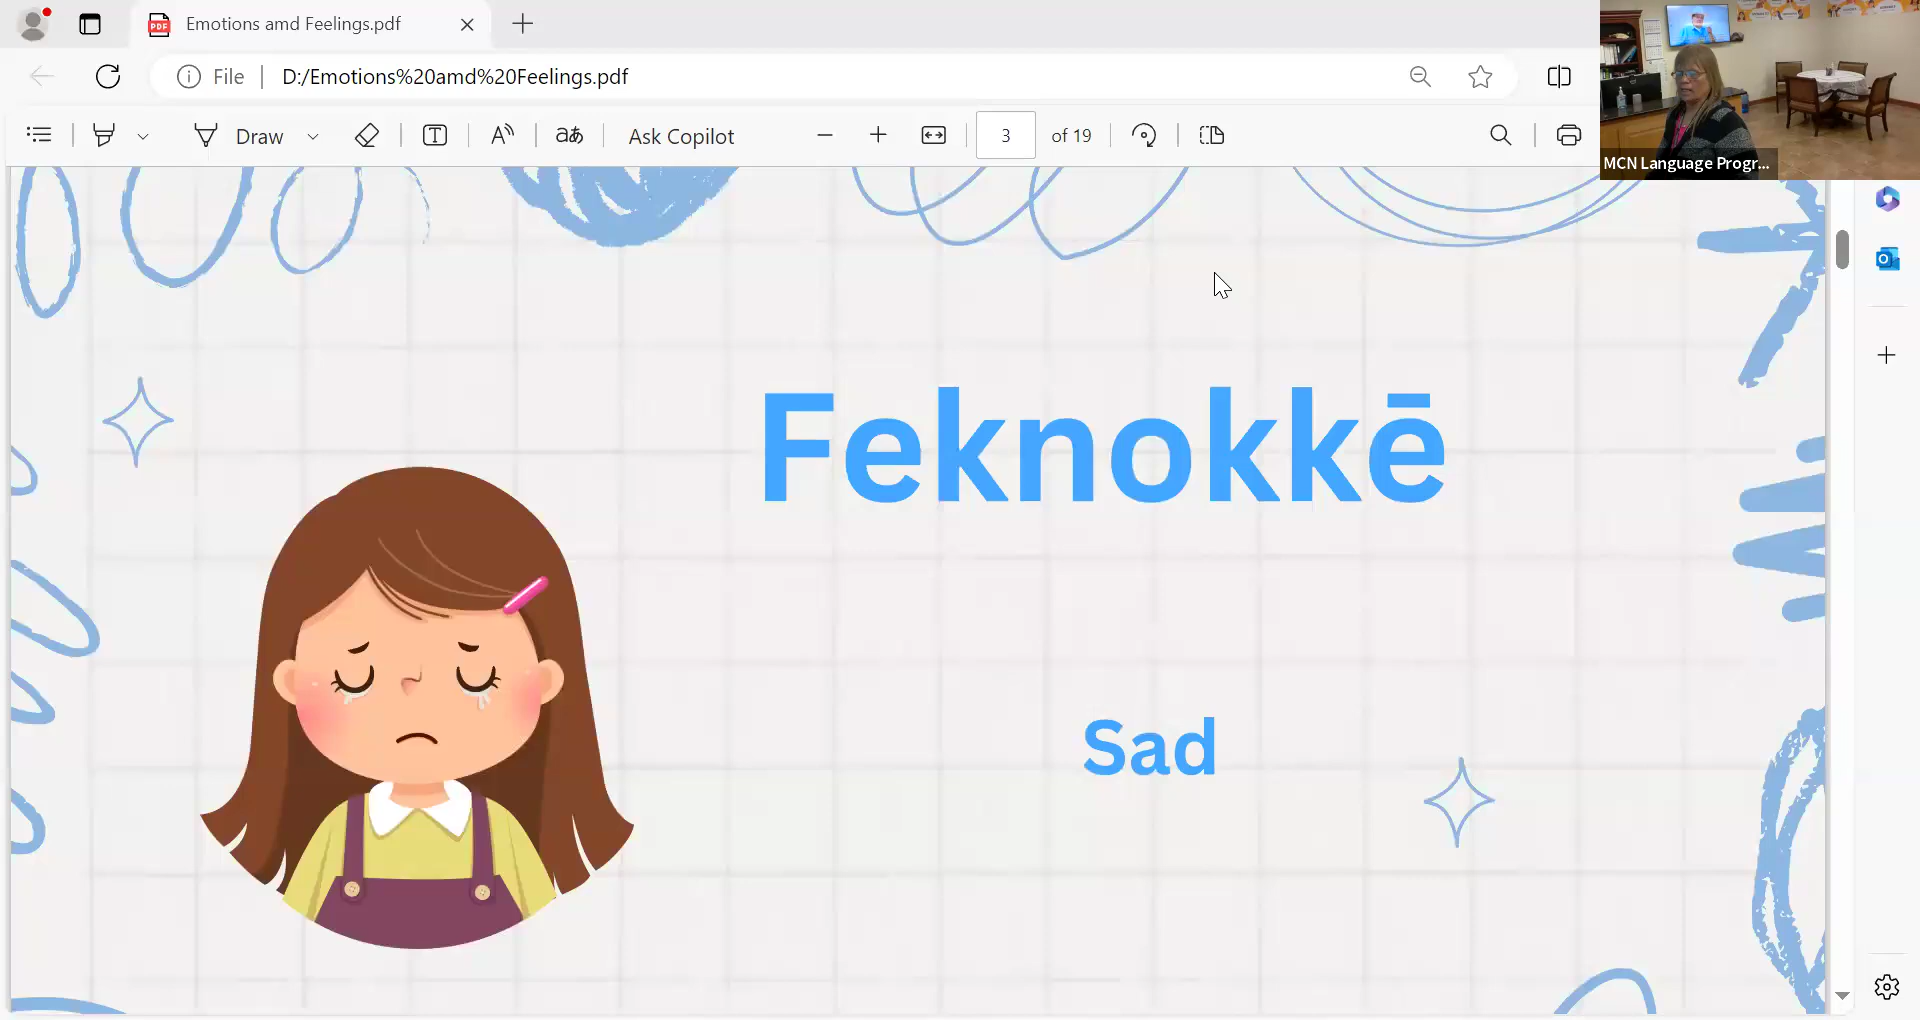 Emotions amd Feelings.pdf
File
D:/Emotions%20amd%20Feelings.pdf
Draw
Ask Copilot
3 of 19
MCN Language Progr...
Feknokkē
Sad